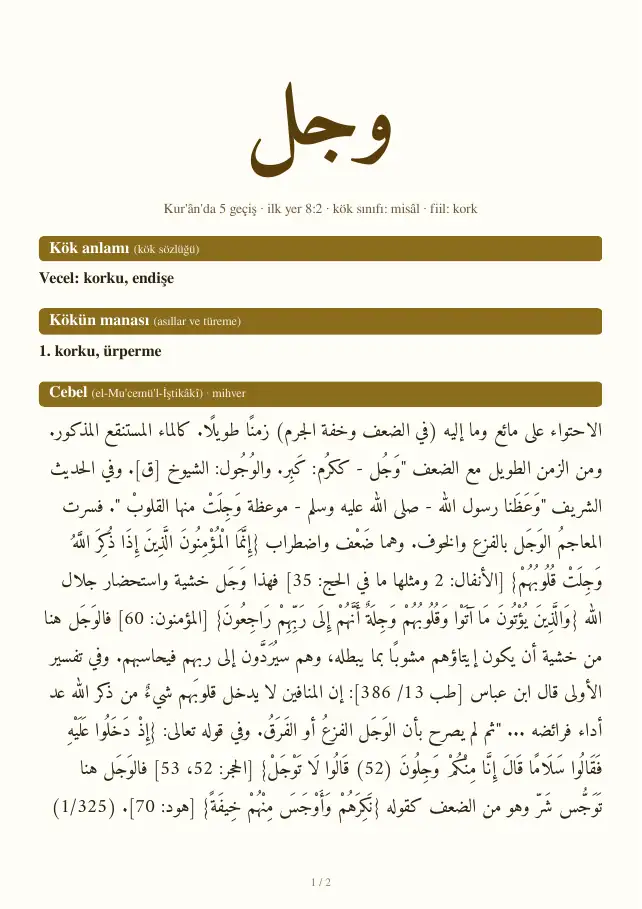 وجل
Kur'ân'da 5 geçiş · ilk yer 8:2 · kök sınıfı: misâl · fiil: kork
Kök anlamı (kök sözlüğü)
Vecel: korku, endişe
Kökün manası (asıllar ve türeme)
1. korku, ürperme
Cebel (el-Mu'cemü'l-İştikâkî) · mihver
الاحتواء على مائع وما إليه (في الضعف وخفة الجرم) زمنًا طويلًا. كالماء المستنقع المذكور.
ومن الزمن الطويل مع الضعف "وَجُل - ككرُم: كَبِر. والوُجُول: الشيوخ [ق]. وفي الحديث
الشريف "وَعَظَنا رسول الله - صلى الله عليه وسلم - موعظة وَجِلَتْ منها القلوبْ ". فسرت
المعاجمُ الوَجَل بالفزع والخوف. وهما ضَعْف واضطراب {إِنَّمَا الْمُؤْمِنُونَ الَّذِينَ إِذَا ذُكِرَ اللَّهُ
وَجِلَتْ قُلُوبُهُمْ} [الأنفال: 2 ومثلها ما في الحج: 35] فهذا وَجَل خشية واستحضار جلال
الله {وَالَّذِينَ يُؤْتُونَ مَا آتَوْا وَقُلُوبُهُمْ وَجِلَةٌ أَنَّهُمْ إِلَى رَبِّهِمْ رَاجِعُونَ} [المؤمنون: 60] فالوَجَل هنا
من خشية أن يكون إيتاؤهم مشوبًا بما يبطله، وهم سيُرَدَّون إلى ربهم فيحاسبهم. وفي تفسير
الأولى قال ابن عباس [طب 13/ 386]: إن المنافين لا يدخل قلوبَهم شيءٌ من ذكر الله عد
أداء فرائضه ... "ثم لم يصرح بأن الوَجَل الفزعُ أو الفَرَقُ. وفي قوله تعالى: {إِذْ دَخَلُوا عَلَيْهِ
فَقَالُوا سَلَامًا قَالَ إِنَّا مِنْكُمْ وَجِلُونَ (52) قَالُوا لَا تَوْجَلْ} [الحجر: 52، 53] فالوَجَل هنا
تَوَجُّس شَرّ وهو من الضعف كقوله {نَكِرَهُمْ وَأَوْجَسَ مِنْهُمْ خِيفَةً} [هود: 70]. (1/325)
1 / 2